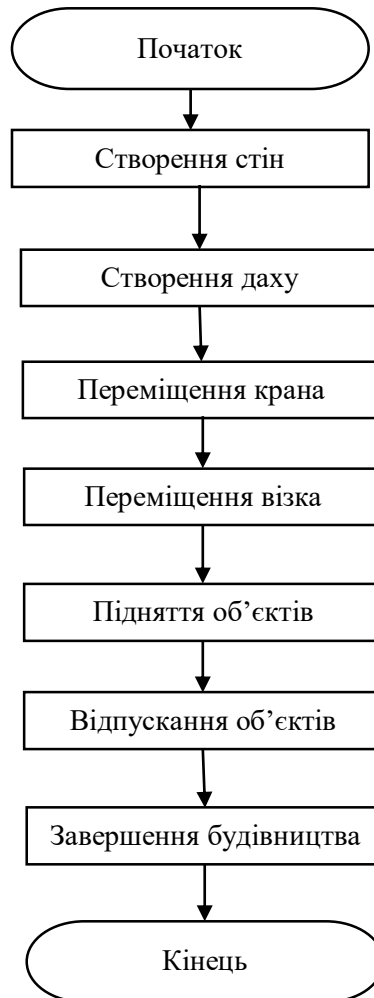 Початок
Створення стін
Створення даху
Переміщення крана
Переміщення візка
Підняття об’єктів
Відпускання об’єктів
Завершення будівництва
Кінець